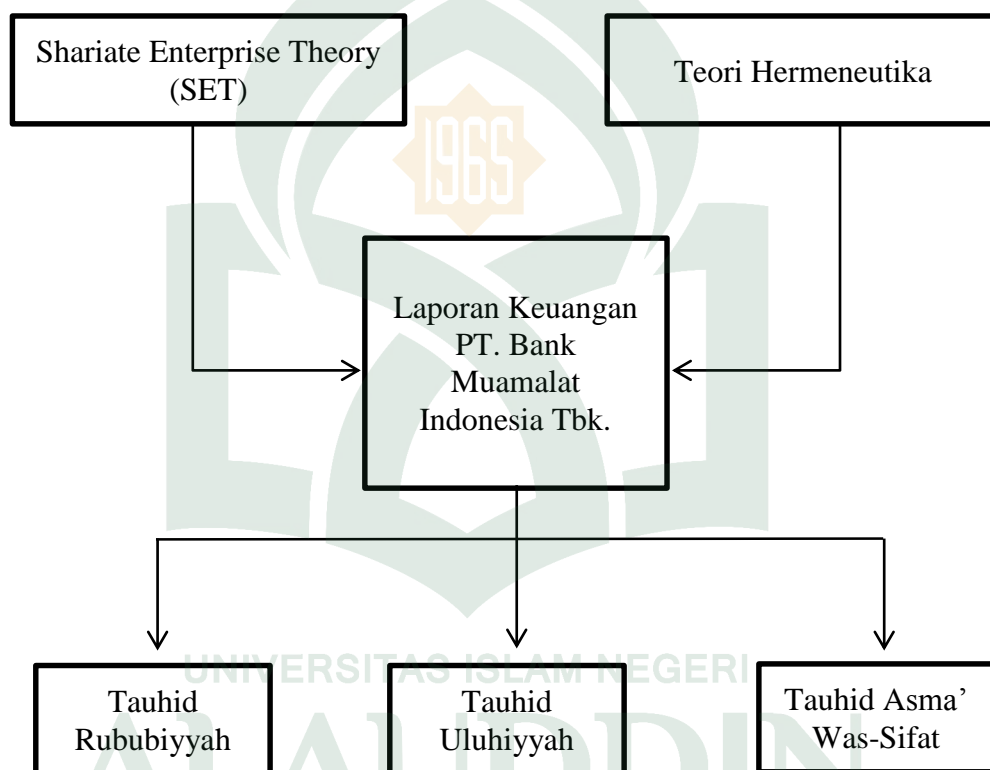 Shariate Enterprise Theory
(SET)
Teori Hermeneutika
1965
Laporan Keuangan
PT. Bank
Muamalat
Indonesia Tbk.
UNIVERSITAS ISLAM NEGERI
Tauhid
Rububiyyah
Tauhid
Uluhiyyah
Tauhid Asma’
Was-Sifat
ALAUDDIN